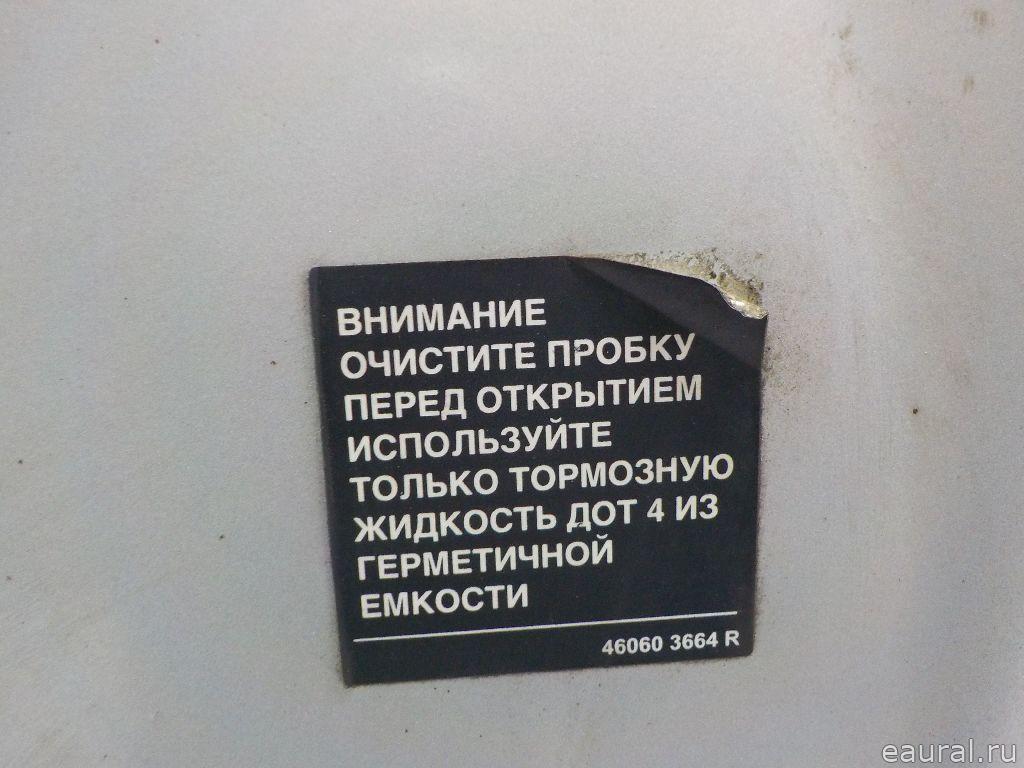 ВНИМАНИЕ
ОЧИСТИТЕ ПРОБКУ
ПЕРЕД ОТКРЫТИЕМ
ИСПОЛЬЗУЙТЕ
ТОЛЬКО ТОРМОЗНУЮ
ЖИДКОСТЬ ДОТ 4 ИЗ
ГЕРМЕТИЧНОЙ
ЕМКОСТИ
46060 3664 R
eaural.ru